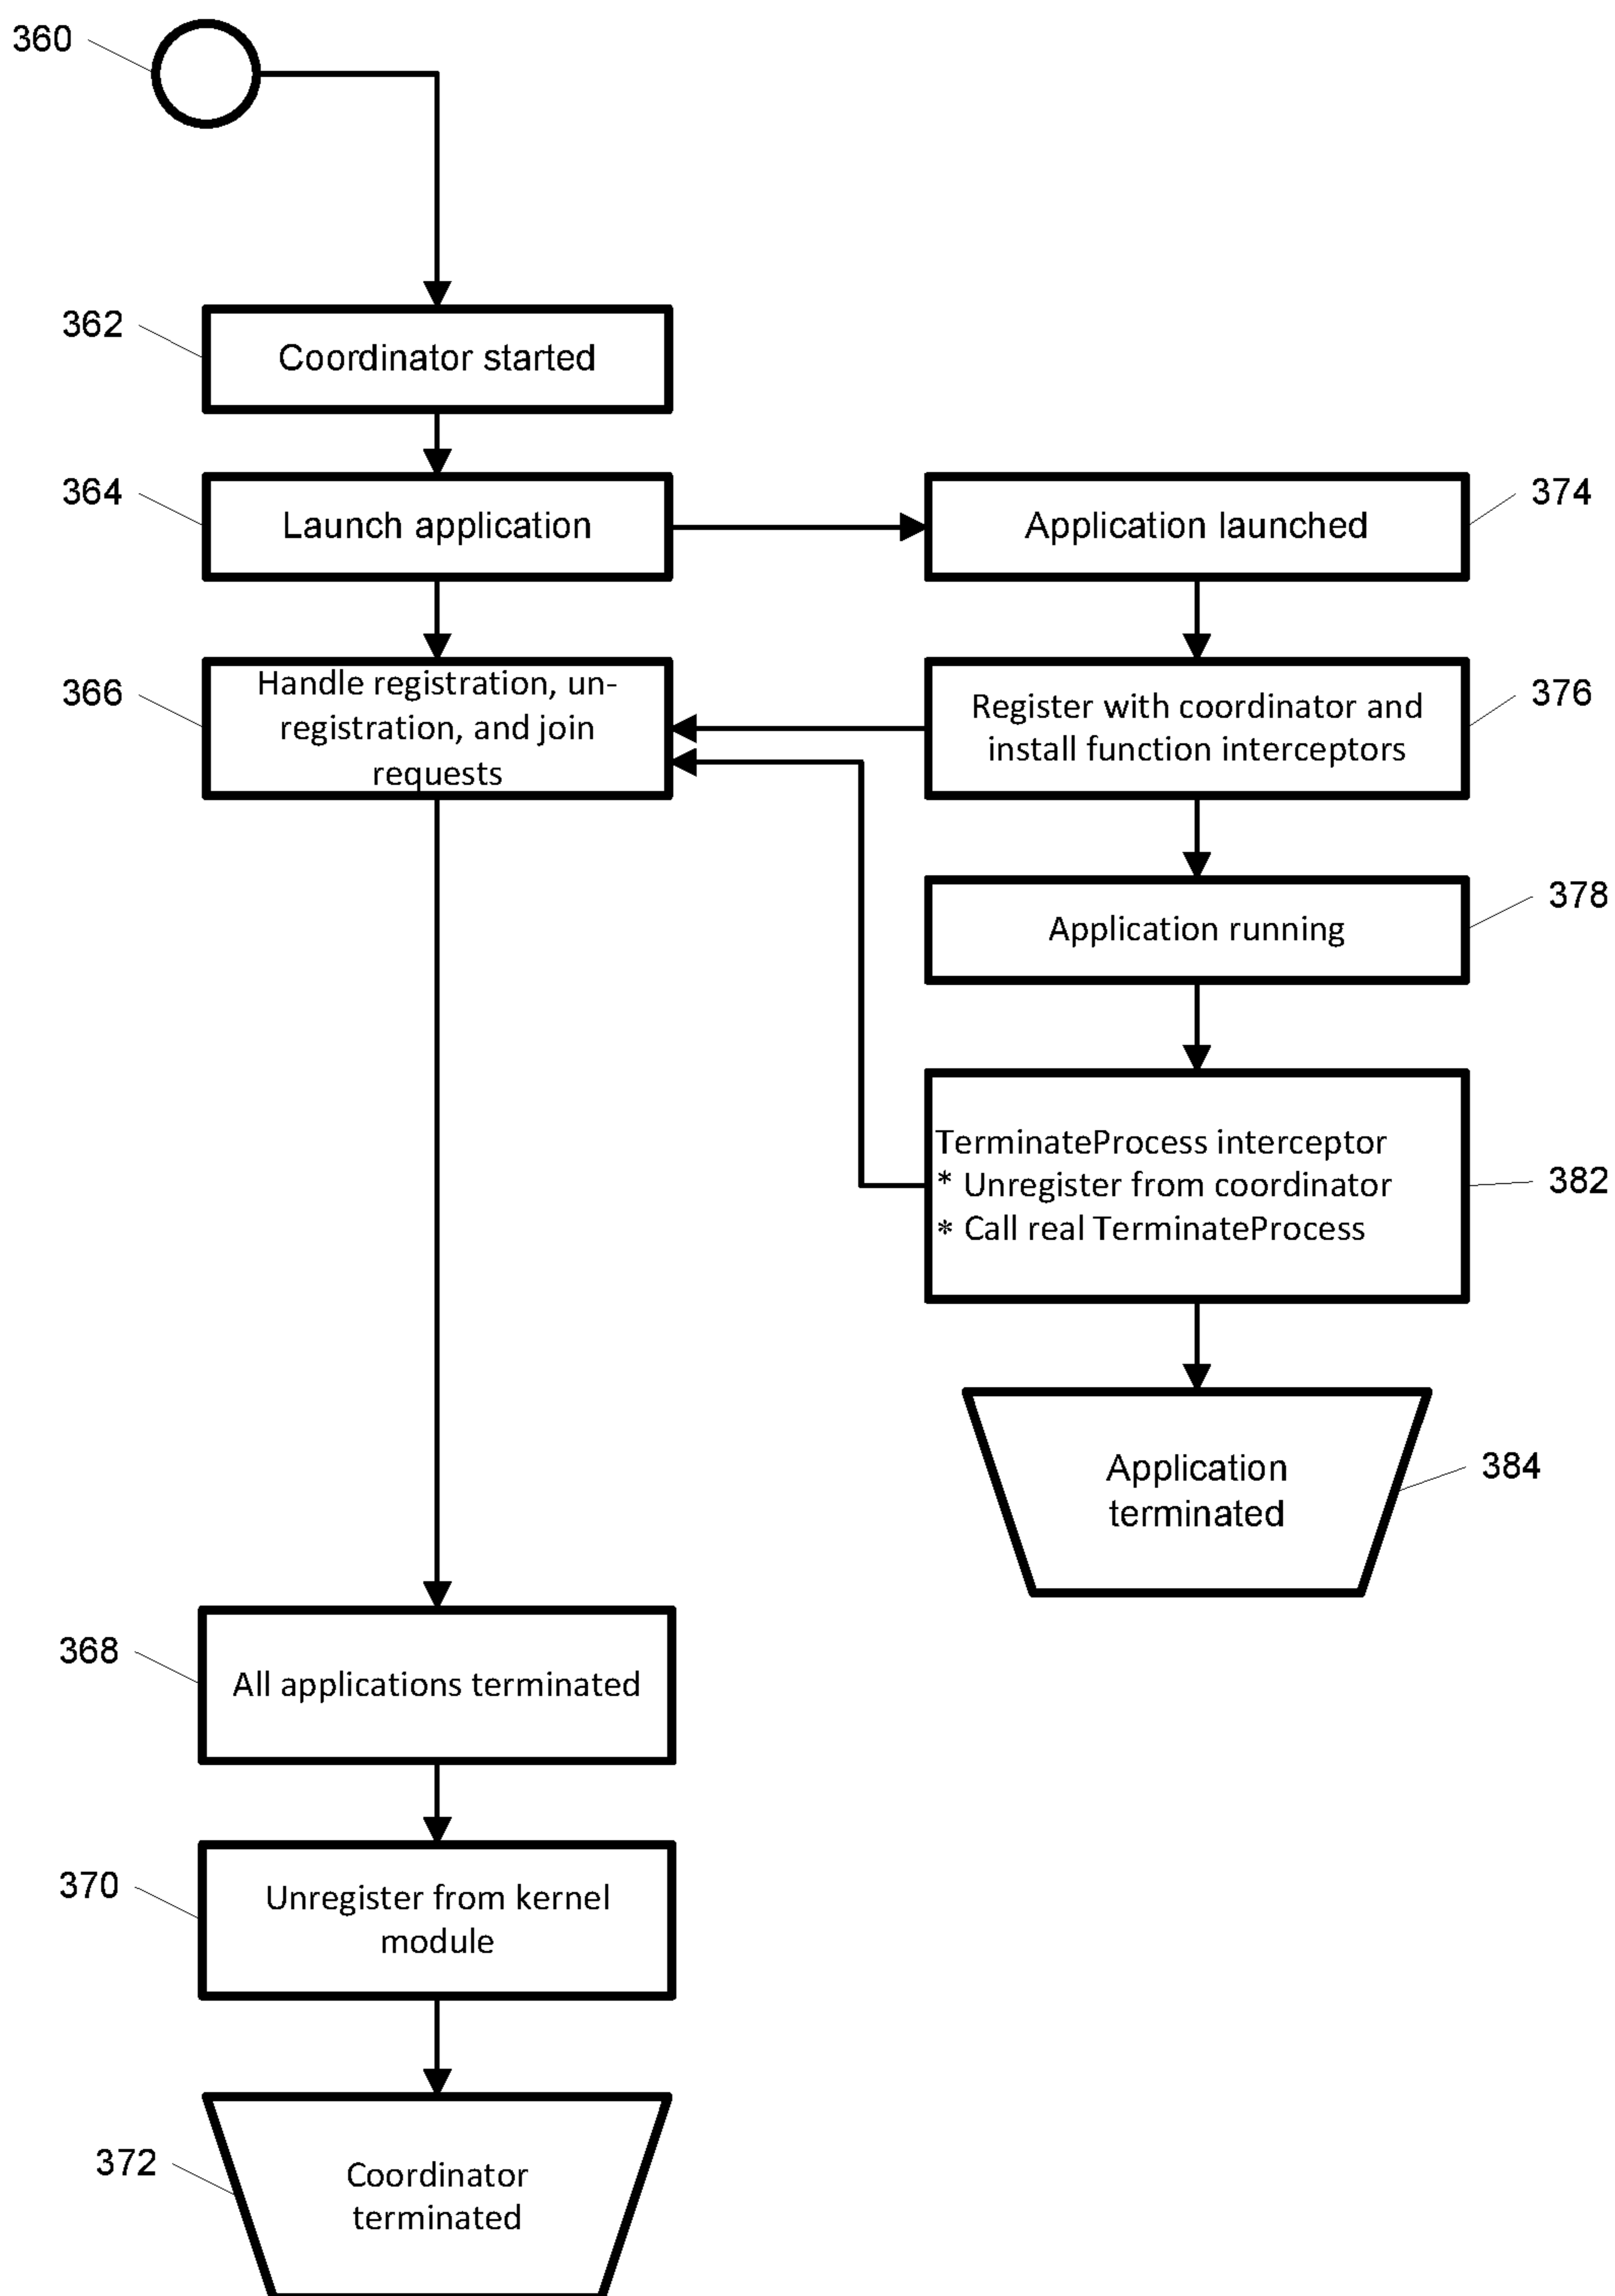 360
362
Coordinator started
364
Launch application
Application launched
374
366
Handle registration, un-
registration, and join
requests
Register with coordinator and
install function interceptors
376
Application running
378
TerminateProcess interceptor
* Unregister from coordinator
* Call real TerminateProcess
382
Application
terminated
384
368
All applications terminated
370
Unregister from kernel
module
372
Coordinator
terminated